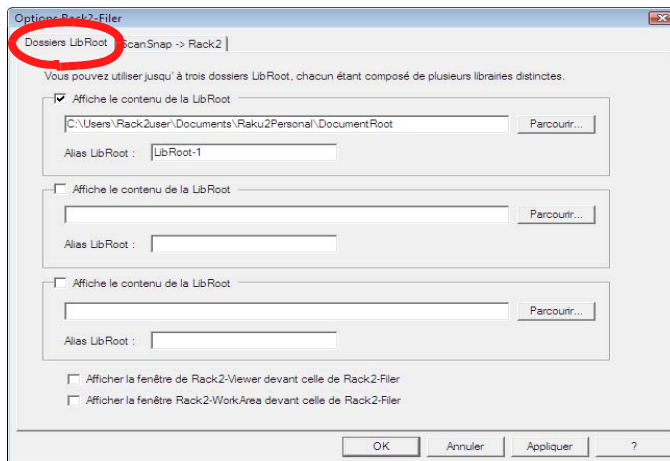 Options Rack2-Filer
Dossiers LibRoot
ScanSnap -> Rack2
Vous pouvez utiliser jusqu' à trois dossiers LibRoot, chacun étant composé de plusieurs librairies distinctes.
Affiche le contenu de la LibRoot
C:\Users\Rack2user\Documents\Raku2Personal\DocumentRoot
Parcourir...
Alias LibRoot :
LibRoot-1
Affiche le contenu de la LibRoot
Parcourir...
Alias LibRoot :
Affiche le contenu de la LibRoot
Parcourir...
Alias LibRoot :
Afficher la fenêtre de Rack2-Viewer devant celle de Rack2-Filer
Afficher la fenêtre Rack2-WorkArea devant celle de Rack2-Filer
OK
Annuler
Appliquer
?